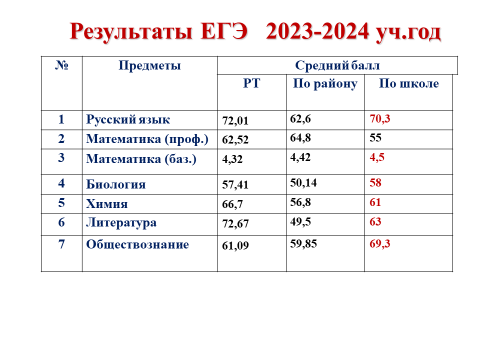 Результаты ЕГЭ 2023-2024 уч.год
№ Предметы Средний балл
РТ По району По школе
1 Русский язык 72,01 62,6 70,3
2 Математика (проф.) 62,52 64,8 55
3 Математика (баз.) 4,32 4,42 4,5
4 Биология 57,41 50,14 58
5 Химия 66,7 56,8 61
6 Литература 72,67 49,5 63
7 Обществознание 61,09 59,85 69,3